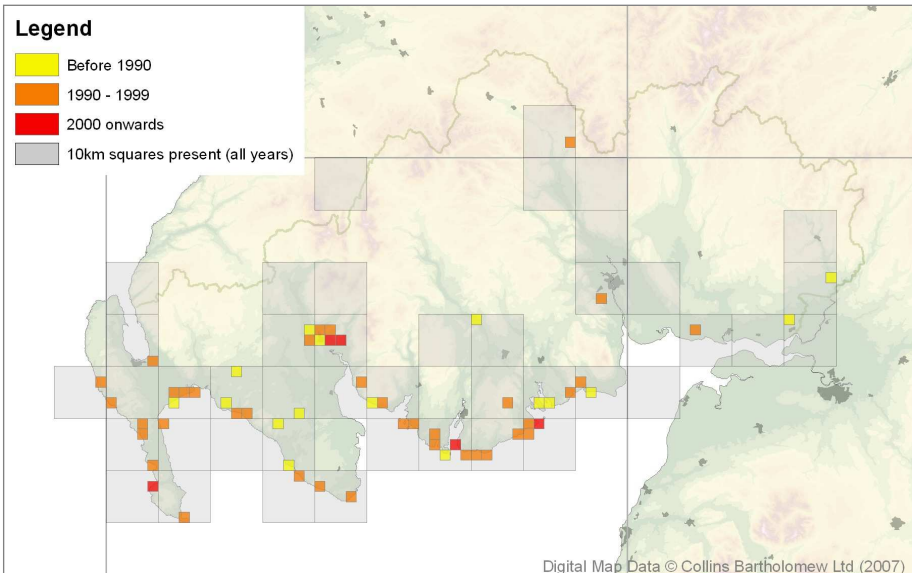 Legend
Before 1990
1990 - 1999
2000 onwards
10km squares present (all years)
Digital Map Data © Collins Bartholomew Ltd (2007)